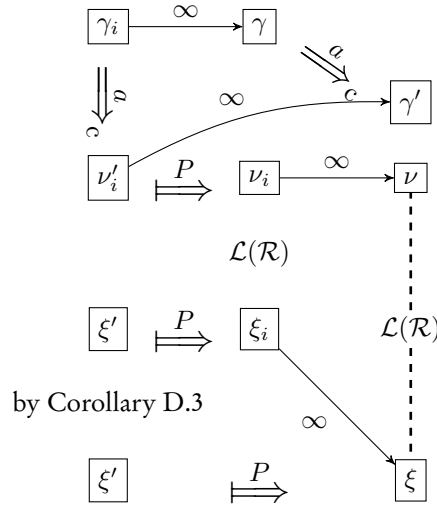 γ_i ∞ γ
a
c
a
c
∞
γ′
ν′_i P ν_i ∞ ν
ℒ(ℛ)
ξ′ P ξ_i ℒ(ℛ)
by Corollary D.3
∞
ξ′ P ξ